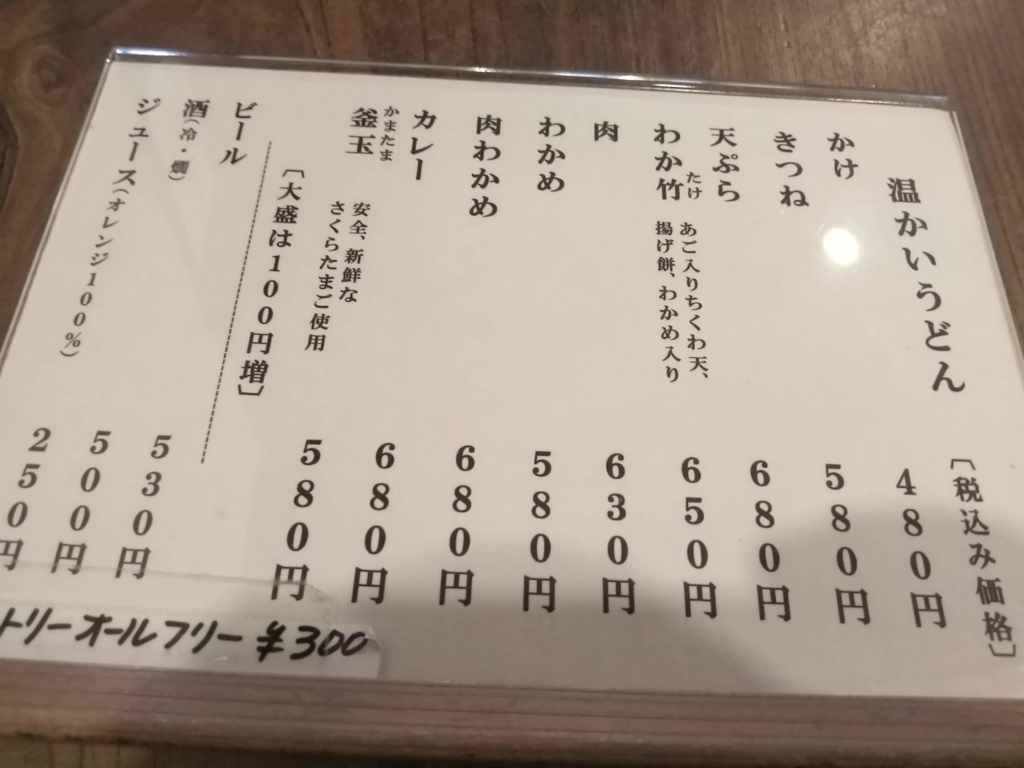 温かいうどん
〔税込み価格〕
かけ 480円
きつね 580円
天ぷら 680円
わか竹 たけ 650円
あご入りちくわ天、
揚げ餅、わかめ入り
肉 630円
わかめ 580円
肉わかめ 680円
カレー 680円
釜玉 かまたま 580円
安全、新鮮な
さくらたまご使用
〔大盛は100円増〕
ビール 530円
酒(冷・燗) 500円
ジュース(オレンジ100%) 250円
トリーオールフリー ¥300